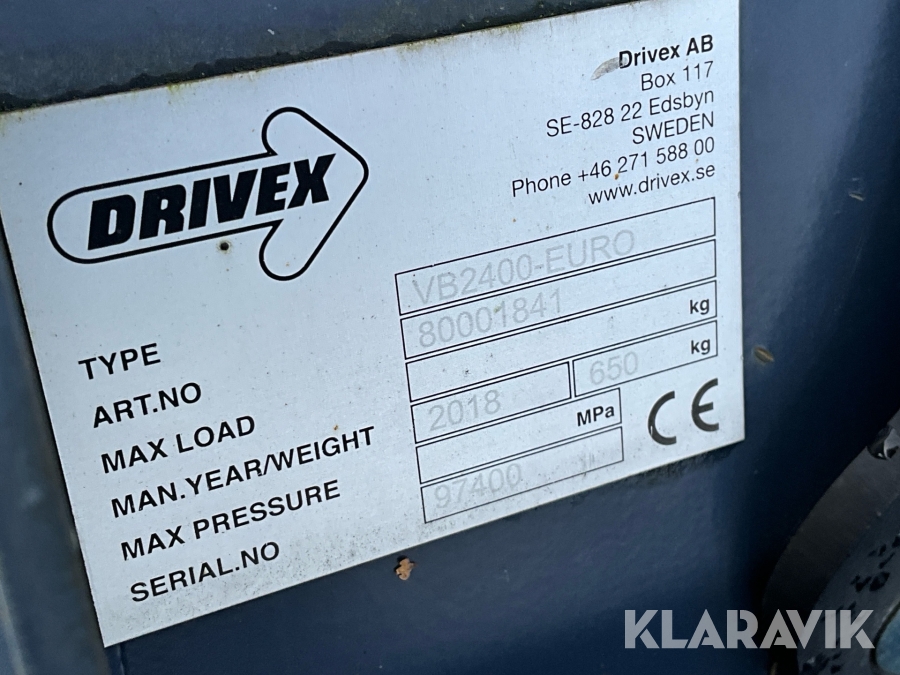 DRIVEX
Drivex AB
Box 117
SE-828 22 Edsbyn
SWEDEN
Phone +46 271 588 00
www.drivex.se
TYPE VB2400-EURO
ART.NO 80001841
MAX LOAD kg
MAN.YEAR/WEIGHT 2018 650 kg
MAX PRESSURE MPa
SERIAL.NO 97400
CE
KLARAVIK